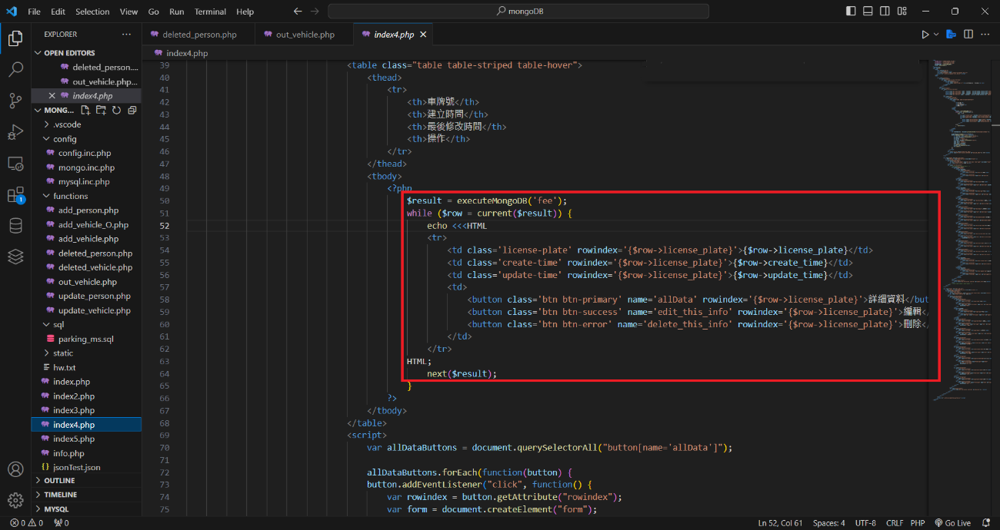 File Edit Selection View Go Run Terminal Help
mongoDB
EXPLORER
deleted_person.php
out_vehicle.php
index4.php
OPEN EDITORS
deleted_person....
out_vehicle.php...
index4.php
MONG...
.vscode
config
config.inc.php
mongo.inc.php
mysql.inc.php
functions
add_person.php
add_vehicle_O.php
add_vehicle.php
deleted_person.php
deleted_vehicle.php
out_vehicle.php
update_person.php
update_vehicle.php
sql
parking_ms.sql
static
hw.txt
index.php
index2.php
index3.php
index4.php
index5.php
info.php
jsonTest.json
OUTLINE
TIMELINE
MYSQL
index4.php
39 <table class="table table-striped table-hover">
40 <thead>
41 <tr>
42 <th>車牌號</th>
43 <th>建立時間</th>
44 <th>最後修改時間</th>
45 <th>操作</th>
46 </tr>
47 </thead>
48 <tbody>
49 <?php
50 $result = executeMongoDB('fee');
51 while ($row = current($result)) {
52 echo <<<HTML
53 <tr>
54 <td class='license-plate' rowindex='{$row->license_plate}'>{$row->license_plate}</td>
55 <td class='create-time' rowindex='{$row->license_plate}'>{$row->create_time}</td>
56 <td class='update-time' rowindex='{$row->license_plate}'>{$row->update_time}</td>
57 <td>
58 <button class='btn btn-primary' name='allData' rowindex='{$row->license_plate}'>詳細資料</but
59 <button class='btn btn-success' name='edit_this_info' rowindex='{$row->license_plate}'>編輯<
60 <button class='btn btn-error' name='delete_this_info' rowindex='{$row->license_plate}'>刪除<
61 </td>
62 </tr>
63 HTML;
64 next($result);
65 }
66 ?>
67 </tbody>
68 </table>
69 <script>
70 var allDataButtons = document.querySelectorAll("button[name='allData']");
71
72 allDataButtons.forEach(function(button) {
73 button.addEventListener("click", function() {
74 var rowindex = button.getAttribute("rowindex");
75 var form = document.createElement("form");
0 0 0
Ln 52, Col 61 Spaces: 4 UTF-8 CRLF PHP Go Live